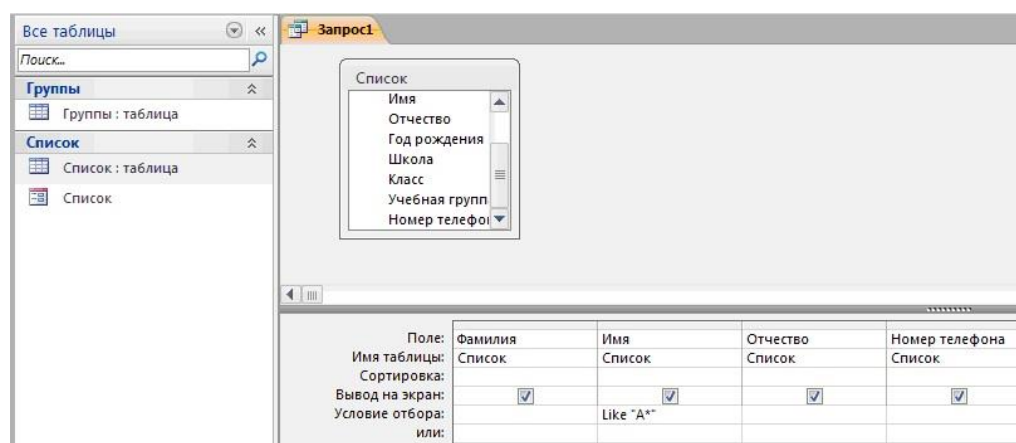 Все таблицы
Поиск...
Группы
Группы : таблица
Список
Список : таблица
Список
Запрос1
Список
Имя
Отчество
Год рождения
Школа
Класс
Учебная групп
Номер телефо
Поле: Фамилия Имя Отчество Номер телефона
Имя таблицы: Список Список Список Список
Сортировка:
Вывод на экран:
Условие отбора: Like "A*"
или: